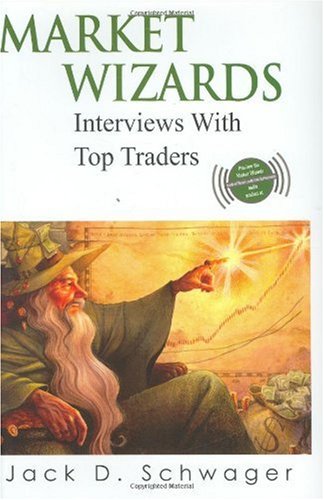 MARKET
WIZARDS
Interviews With
Top Traders
Jack D. Schwager